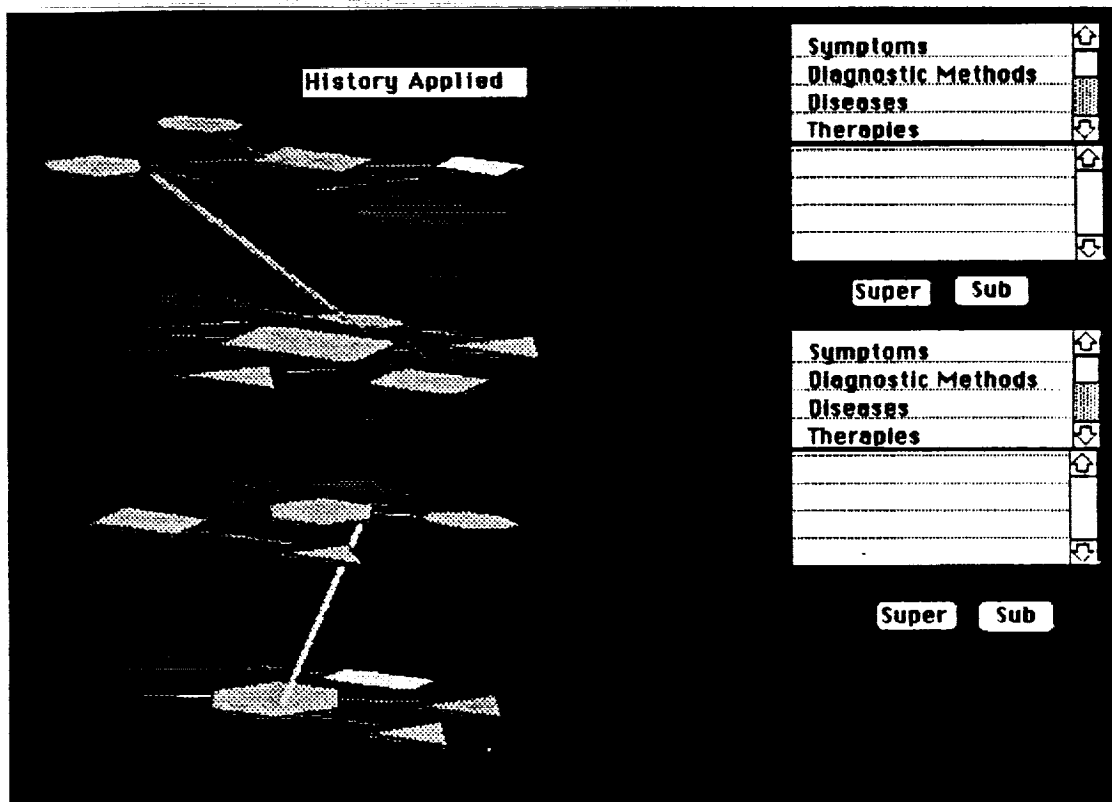 History Applied
Symptoms
Diagnostic Methods
Diseases
Therapies
Super Sub
Symptoms
Diagnostic Methods
Diseases
Therapies
Super Sub